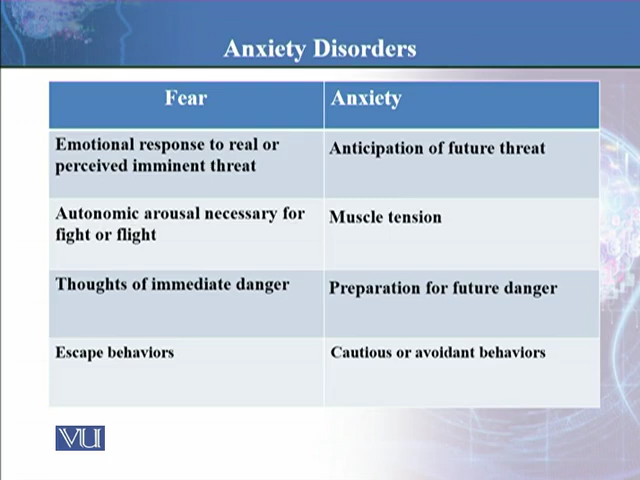 Anxiety Disorders
Fear
Anxiety
Emotional response to real or
perceived imminent threat
Anticipation of future threat
Autonomic arousal necessary for
fight or flight
Muscle tension
Thoughts of immediate danger
Preparation for future danger
Escape behaviors
Cautious or avoidant behaviors
VU